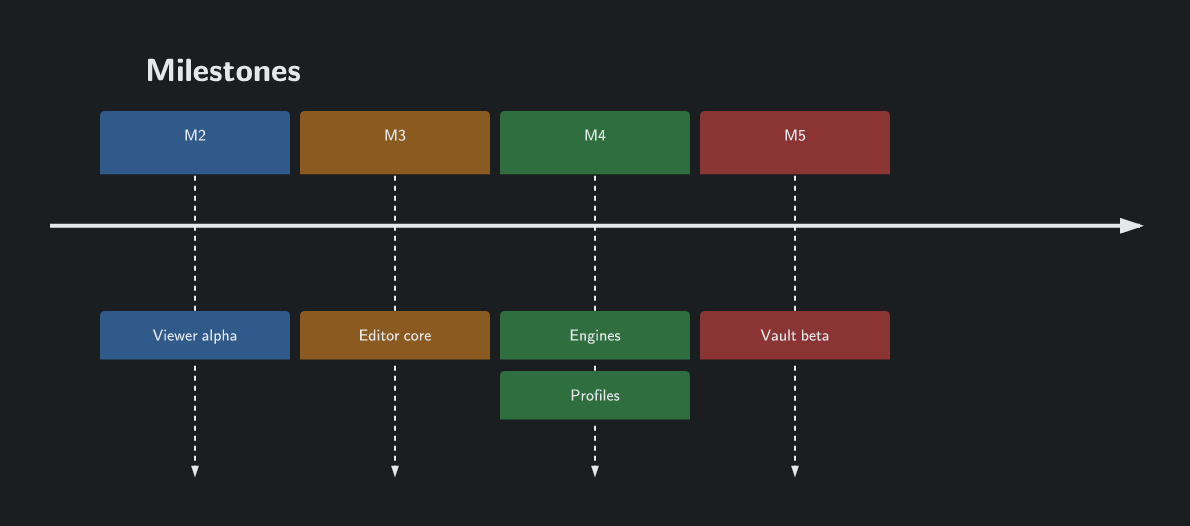 Milestones
M2
M3
M4
M5
Viewer alpha
Editor core
Engines
Vault beta
Profiles